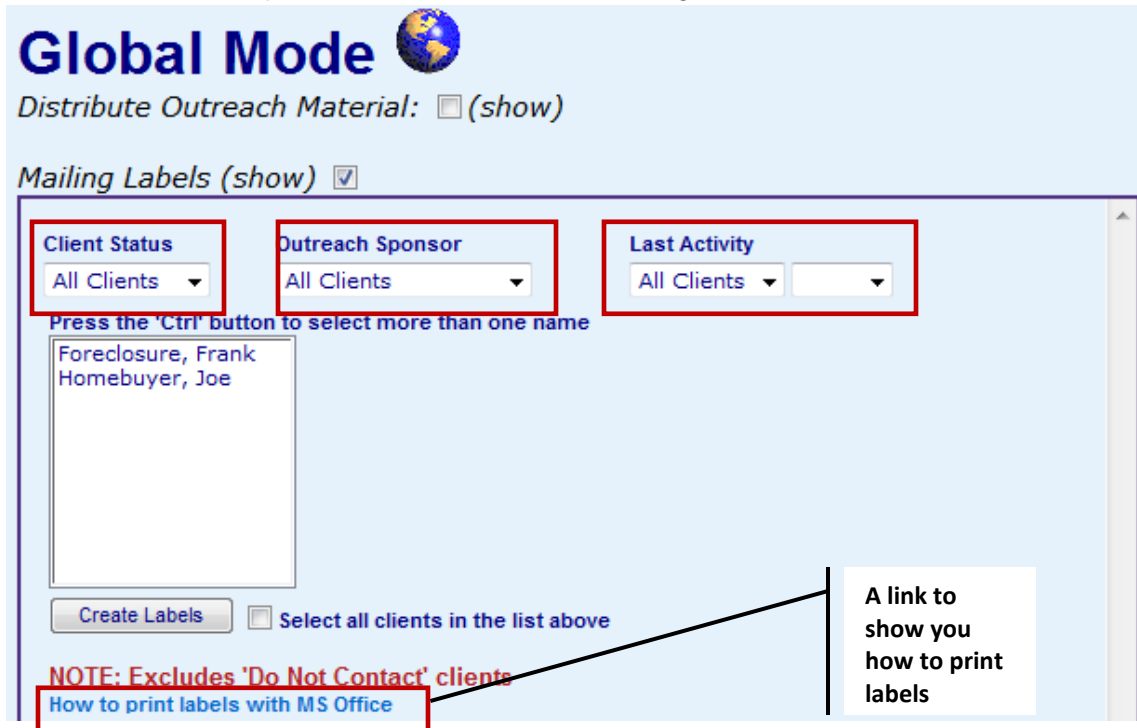 Global Mode
Distribute Outreach Material: (show)
Mailing Labels (show)
Client Status Outreach Sponsor Last Activity
All Clients All Clients All Clients
Press the 'Ctrl' button to select more than one name
Foreclosure, Frank
Homebuyer, Joe
Create Labels Select all clients in the list above
NOTE: Excludes 'Do Not Contact' clients
How to print labels with MS Office
A link to
show you
how to print
labels